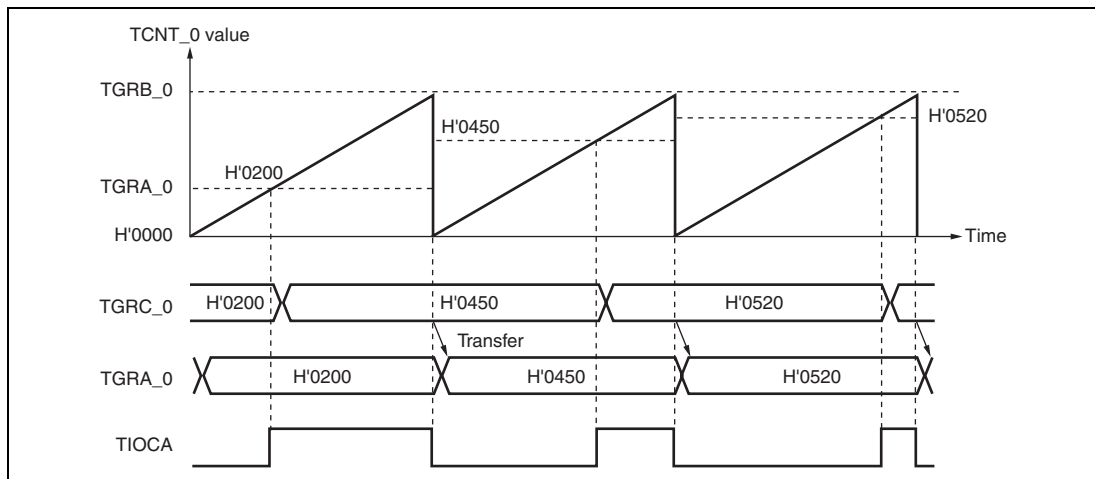 TCNT_0 value
TGRB_0
H'0520
H'0450
H'0200
TGRA_0
H'0000
Time
TGRC_0
H'0200
H'0450
H'0520
Transfer
TGRA_0
H'0200
H'0450
H'0520
TIOCA